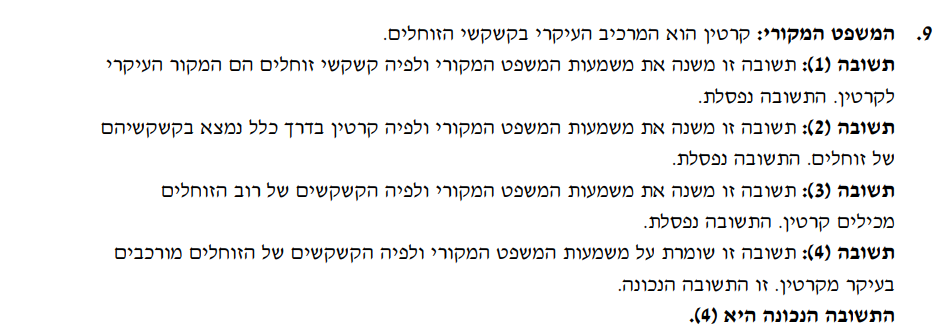 9. המשפט המקורי: קרטין הוא המרכיב העיקרי בקשקשי הזוחלים.
תשובה (1): תשובה זו משנה את משמעות המשפט המקורי ולפיה קשקשי זוחלים הם המקור העיקרי
לקרטין. התשובה נפסלת.
תשובה (2): תשובה זו משנה את משמעות המשפט המקורי ולפיה קרטין בדרך כלל נמצא בקשקשיהם
של זוחלים. התשובה נפסלת.
תשובה (3): תשובה זו משנה את משמעות המשפט המקורי ולפיה הקשקשים של רוב הזוחלים
מכילים קרטין. התשובה נפסלת.
תשובה (4): תשובה זו שומרת על משמעות המשפט המקורי ולפיה הקשקשים של הזוחלים מורכבים
בעיקר מקרטין. זו התשובה הנכונה.
התשובה הנכונה היא (4).